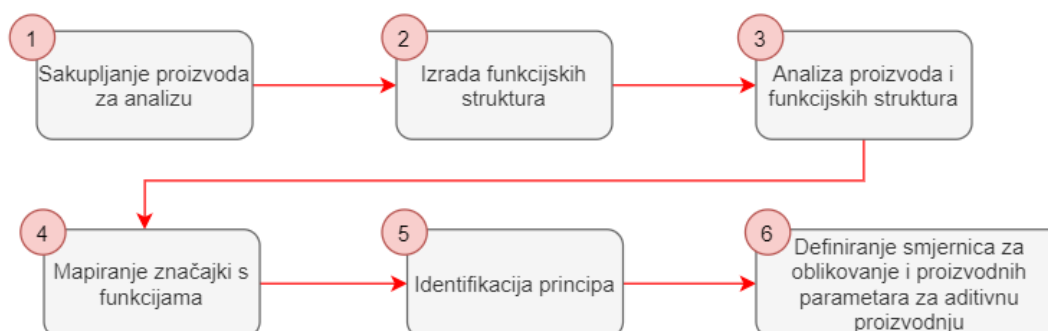 1
Sakupljanje proizvoda
za analizu
2
Izrada funkcijskih
struktura
3
Analiza proizvoda i
funkcijskih struktura
4
Mapiranje značajki s
funkcijama
5
Identifikacija principa
6
Definiranje smjernica za
oblikovanje i proizvodnih
parametara za aditivnu
proizvodnju